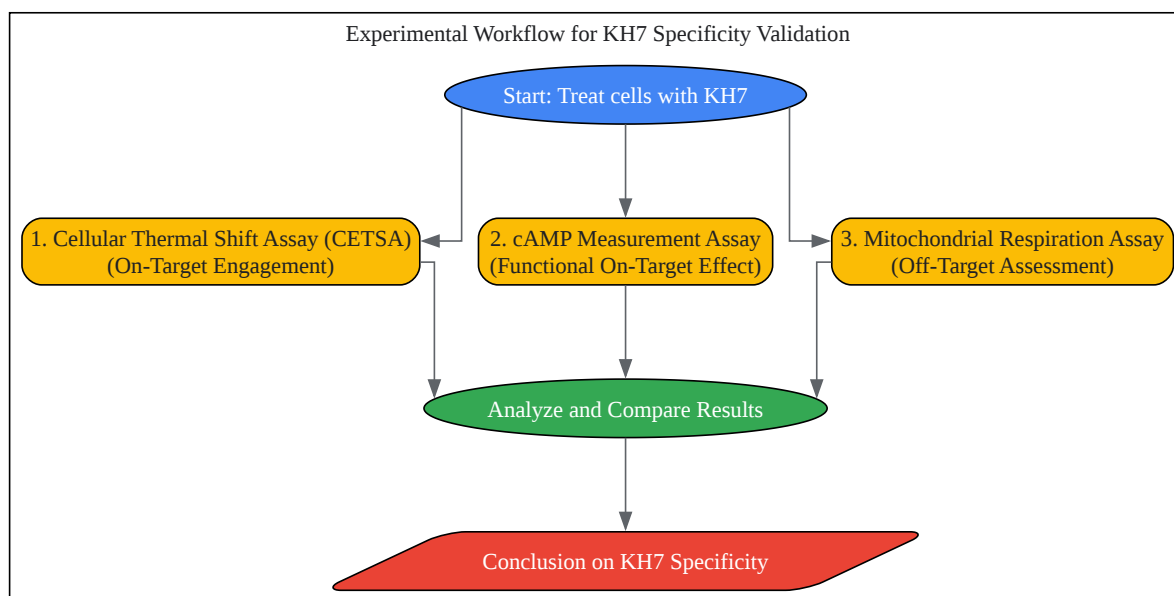 Experimental Workflow for KH7 Specificity Validation
Start: Treat cells with KH7
1. Cellular Thermal Shift Assay (CETSA)
(On-Target Engagement)
2. cAMP Measurement Assay
(Functional On-Target Effect)
3. Mitochondrial Respiration Assay
(Off-Target Assessment)
Analyze and Compare Results
Conclusion on KH7 Specificity